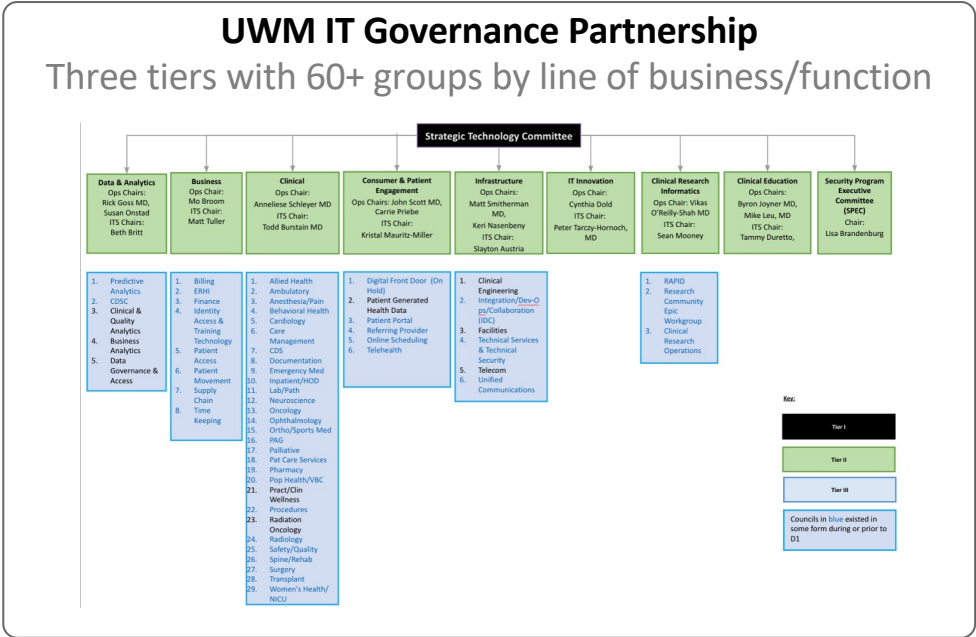 UWM IT Governance Partnership
Three tiers with 60+ groups by line of business/function
Strategic Technology Committee
Data & Analytics
Ops Chairs:
Rick Goss MD,
Susan Onstad
ITS Chairs:
Beth Britt
Business
Ops Chair:
Mo Broom
ITS Chair:
Matt Tuller
Clinical
Ops Chair:
Anneliese Schleyer MD
ITS Chair:
Todd Burstain MD
Consumer & Patient
Engagement
Ops Chairs: John Scott MD,
Carrie Priebe
ITS Chair:
Kristal Mauritz-Miller
Infrastructure
Ops Chairs:
Matt Smitherman
MD,
Keri Nasenbeny
ITS Chair:
Slayton Austria
IT Innovation
Ops Chair:
Cynthia Dold
ITS Chair:
Peter Tarczy-Hornoch,
MD
Clinical Research
Informatics
Ops Chair: Vikas
O'Reilly-Shah MD
ITS Chair:
Sean Mooney
Clinical Education
Ops Chairs:
Byron Joyner MD,
Mike Leu, MD
ITS Chair:
Tammy Duretto,
Security Program
Executive
Committee
(SPEC)
Chair:
Lisa Brandenburg
1. Predictive
Analytics
2. CDSC
3. Clinical &
Quality
Analytics
4. Business
Analytics
5. Data
Governance &
Access
1. Billing
2. ERHI
3. Finance
4. Identity
Access &
Training
Technology
5. Patient
Access
6. Patient
Movement
7. Supply
Chain
8. Time
Keeping
1. Allied Health
2. Ambulatory
3. Anesthesia/Pain
4. Behavioral Health
5. Cardiology
6. Care
Management
7. CDS
8. Documentation
9. Emergency Med
10. Inpatient/HOD
11. Lab/Path
12. Neuroscience
13. Oncology
14. Ophthalmology
15. Ortho/Sports Med
16. PAG
17. Palliative
18. Pat Care Services
19. Pharmacy
20. Pop Health/VBC
21. Pract/Clin
Wellness
22. Procedures
23. Radiation
Oncology
24. Radiology
25. Safety/Quality
26. Spine/Rehab
27. Surgery
28. Transplant
29. Women's Health/
NICU
1. Digital Front Door (On
Hold)
2. Patient Generated
Health Data
3. Patient Portal
4. Referring Provider
5. Online Scheduling
6. Telehealth
1. Clinical
Engineering
2. Integration/Dev-O
ps/Collaboration
(IDC)
3. Facilities
4. Technical Services
& Technical
Security
5. Telecom
6. Unified
Communications
1. RAPID
2. Research
Community
Epic
Workgroup
3. Clinical
Research
Operations
Key:
Tier I
Tier II
Tier III
Councils in blue existed in
some form during or prior to
D1